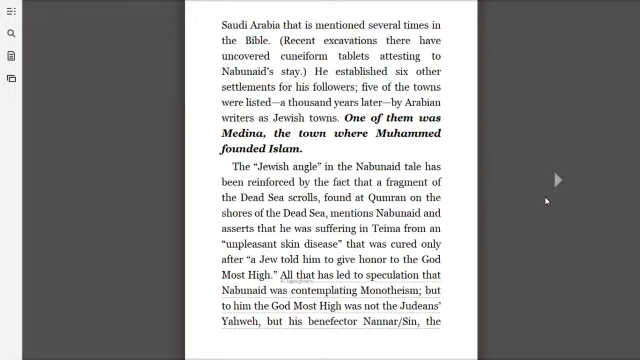 Saudi Arabia that is mentioned several times in
the Bible. (Recent excavations there have
uncovered cuneiform tablets attesting to
Nabunaid's stay.) He established six other
settlements for his followers; five of the towns
were listed—a thousand years later—by Arabian
writers as Jewish towns. One of them was
Medina, the town where Muhammed
founded Islam.
The “Jewish angle” in the Nabunaid tale has
been reinforced by the fact that a fragment of
the Dead Sea scrolls, found at Qumran on the
shores of the Dead Sea, mentions Nabunaid and
asserts that he was suffering in Teima from an
“unpleasant skin disease” that was cured only
after “a Jew told him to give honor to the God
Most High.” All that has led to speculation that
47 highlighters
Nabunaid was contemplating Monotheism; but
to him the God Most High was not the Judeans'
Yahweh, but his benefector Nannar/Sin, the